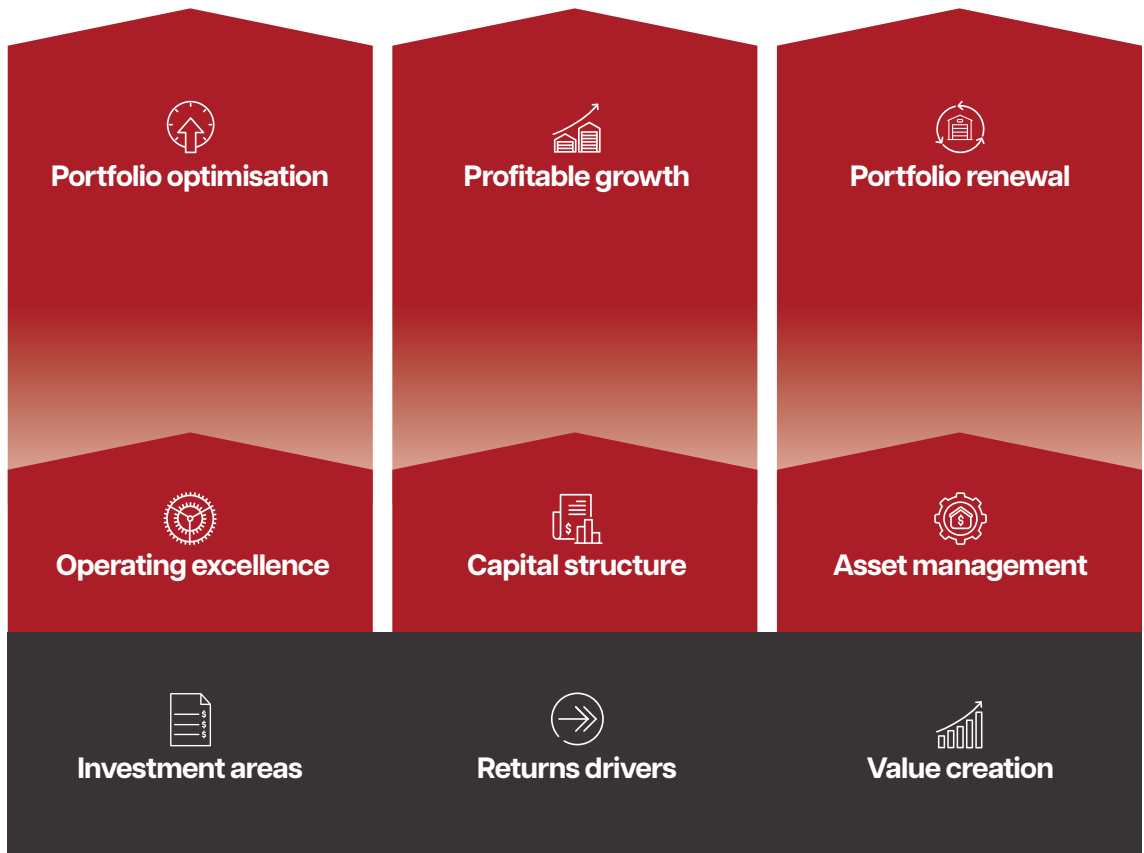 Portfolio optimisation
Profitable growth
Portfolio renewal
Operating excellence
Capital structure
Asset management
Investment areas
Returns drivers
Value creation